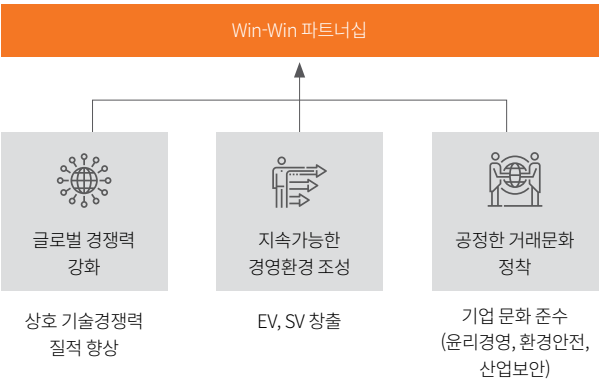 Win-Win 파트너십
글로벌 경쟁력
강화
지속가능한
경영환경 조성
공정한 거래문화
정착
상호 기술경쟁력
질적 향상
EV, SV 창출
기업 문화 준수
(윤리경영, 환경안전,
산업보안)